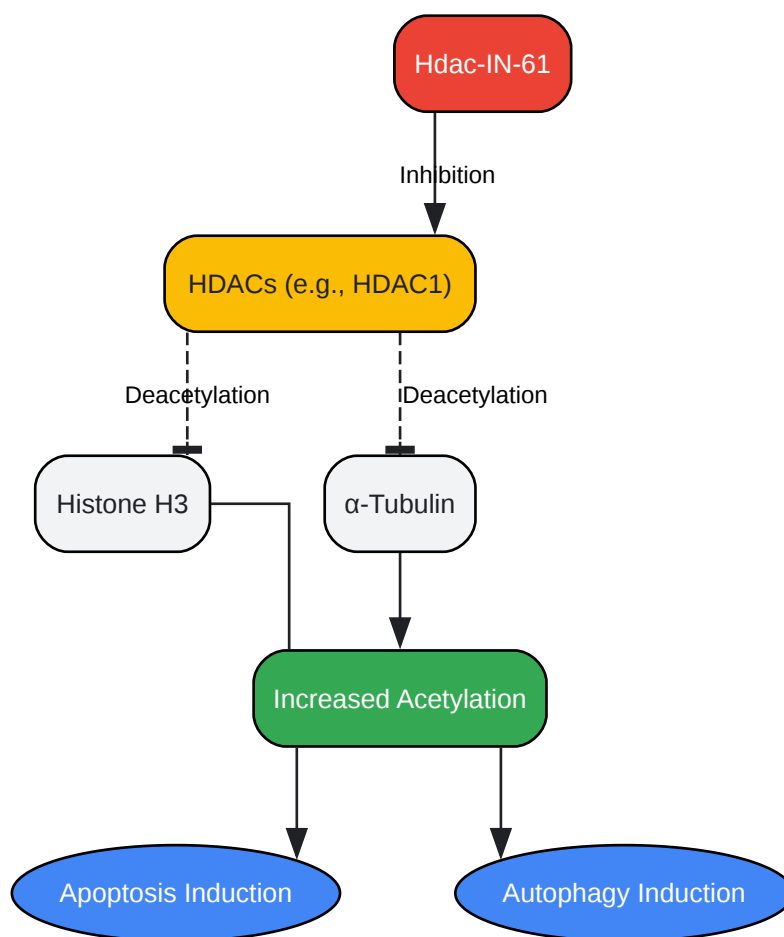 Hdac-IN-61
Inhibition
HDACs (e.g., HDAC1)
Deacetylation
Deacetylation
Histone H3
α-Tubulin
Increased Acetylation
Apoptosis Induction
Autophagy Induction